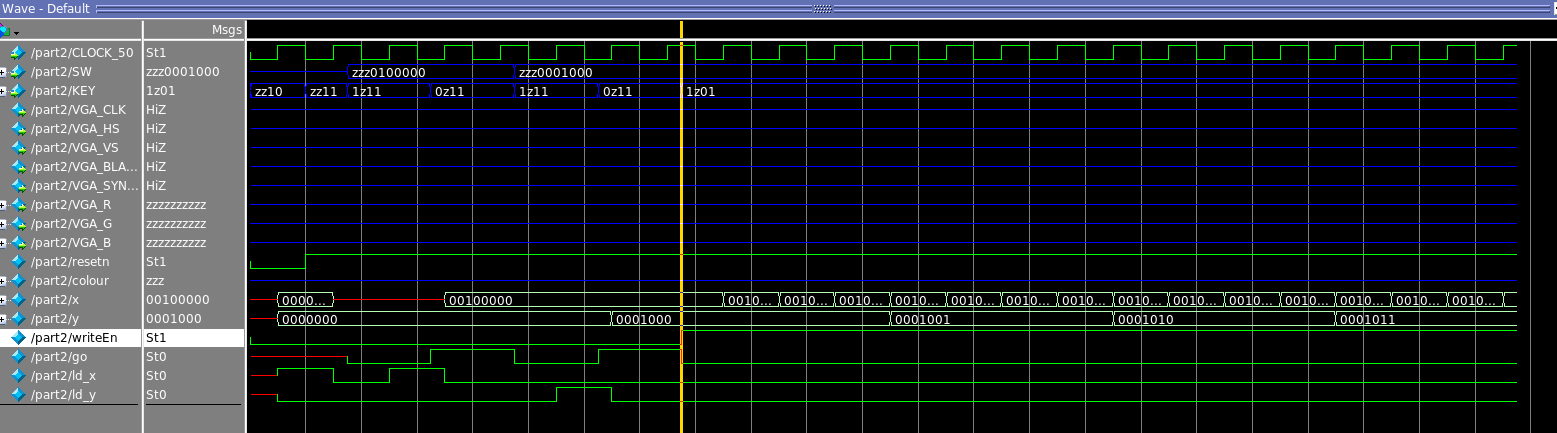 Wave - Default
Msgs
/part2/CLOCK_50 St1
/part2/SW zzz0001000 zzz0100000 zzz0001000
/part2/KEY 1z01 zz10 zz11 1z11 0z11 1z11 0z11 1z01
/part2/VGA_CLK HiZ
/part2/VGA_HS HiZ
/part2/VGA_VS HiZ
/part2/VGA_BLA... HiZ
/part2/VGA_SYN... HiZ
/part2/VGA_R zzzzzzzzzz
/part2/VGA_G zzzzzzzzzz
/part2/VGA_B zzzzzzzzzz
/part2/resetn St1
/part2/colour zzz
/part2/x 00100000 0000... 00100000 0010... 0010... 0010... 0010... 0010... 0010... 0010... 0010... 0010... 0010... 0010... 0010... 0010... 0010...
/part2/y 0001000 0000000 0001000 0001001 0001010 0001011
/part2/writeEn St1
/part2/go St0
/part2/ld_x St0
/part2/ld_y St0